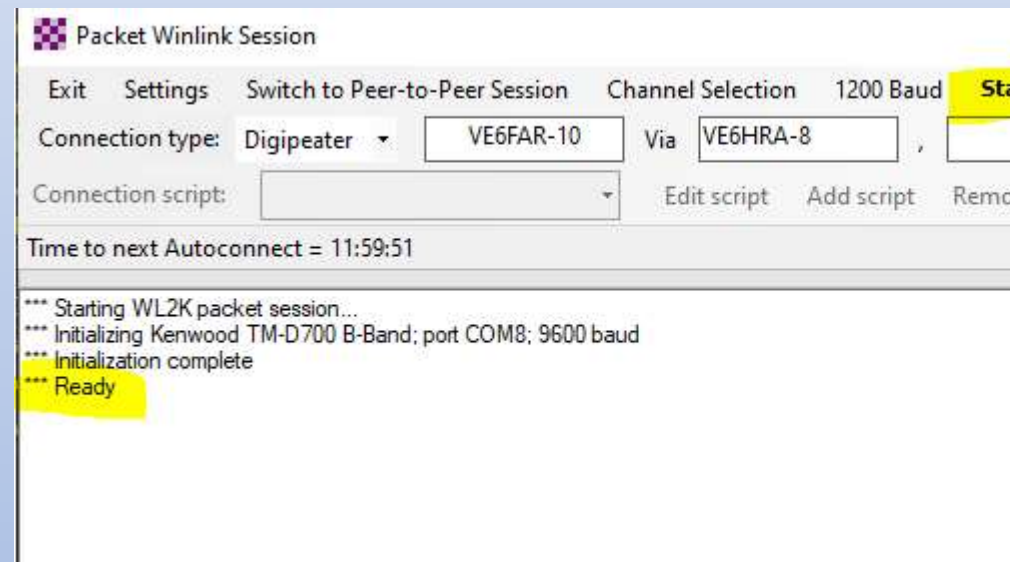 Packet Winlink Session
Exit Settings Switch to Peer-to-Peer Session Channel Selection 1200 Baud Sta
Connection type: Digipeater VE6FAR-10 Via VE6HRA-8 ,
Connection script: Edit script Add script Remo
Time to next Autoconnect = 11:59:51
*** Starting WL2K packet session...
*** Initializing Kenwood TM-D700 B-Band; port COM8; 9600 baud
*** Initialization complete
*** Ready